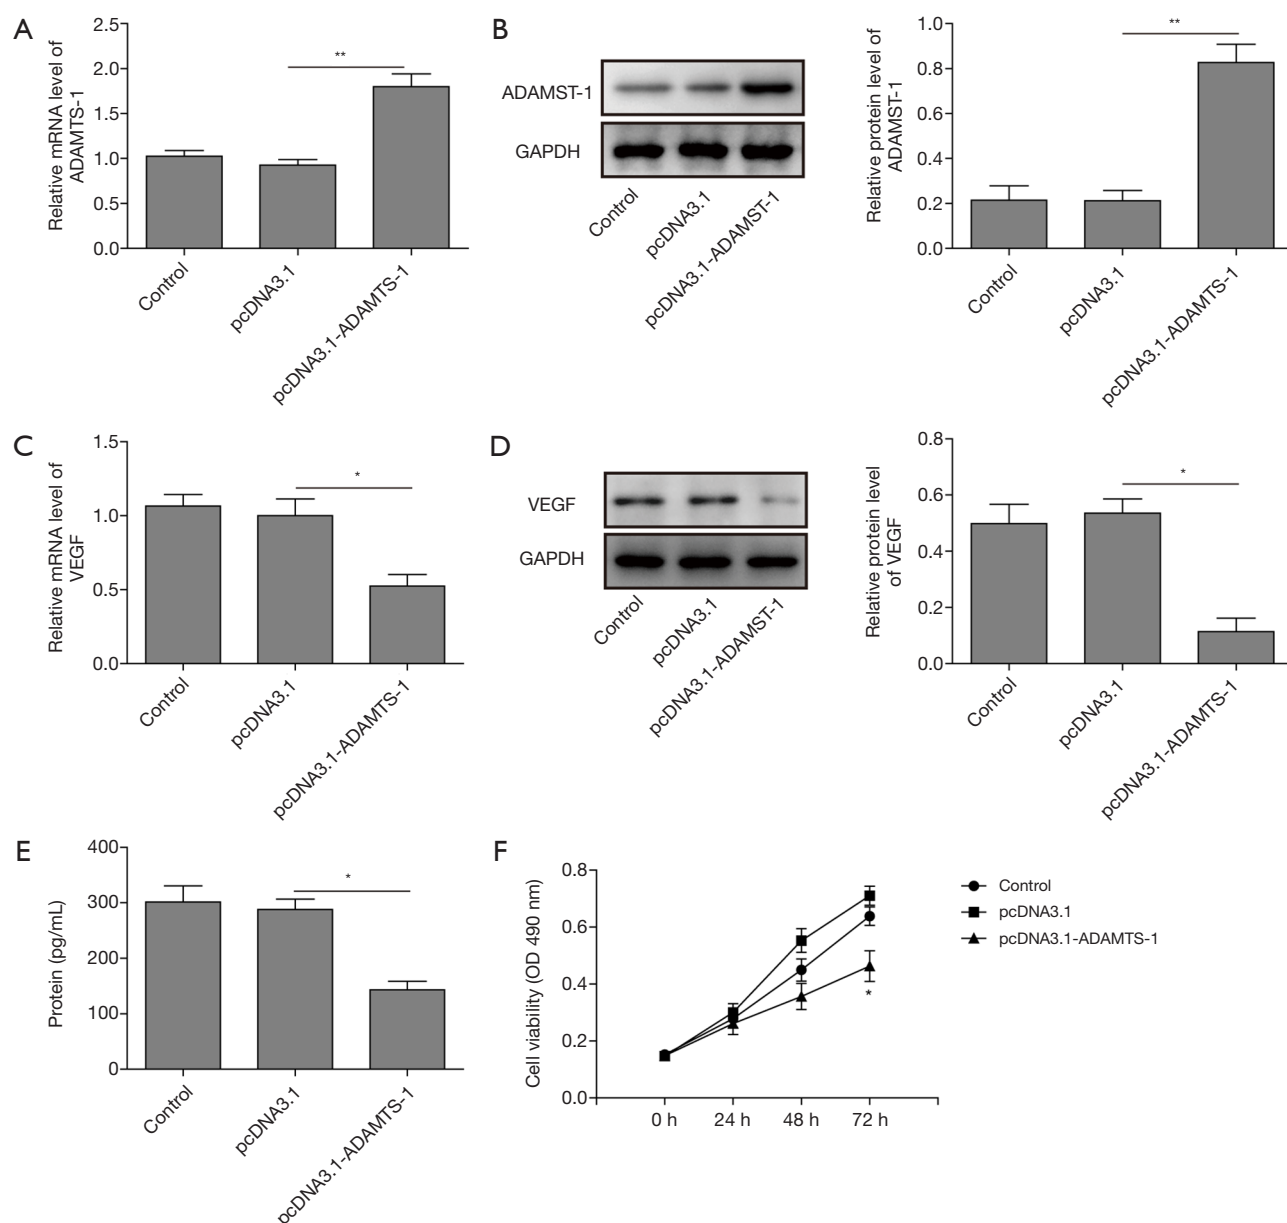 A
Relative mRNA level of
ADAMTS-1
2.5
2.0
1.5
1.0
0.5
0.0
**
Control
pcDNA3.1
pcDNA3.1-ADAMTS-1
B
ADAMST-1
GAPDH
Control
pcDNA3.1
pcDNA3.1-ADAMST-1
Relative protein level of
ADAMST-1
1.0
0.8
0.6
0.4
0.2
0.0
**
Control
pcDNA3.1
pcDNA3.1-ADAMTS-1
C
Relative mRNA level of
VEGF
1.5
1.0
0.5
0.0
*
Control
pcDNA3.1
pcDNA3.1-ADAMTS-1
D
VEGF
GAPDH
Control
pcDNA3.1
pcDNA3.1-ADAMST-1
Relative protein level
of VEGF
0.8
0.6
0.4
0.2
0.0
*
Control
pcDNA3.1
pcDNA3.1-ADAMTS-1
E
Protein (pg/mL)
400
300
200
100
0
*
Control
pcDNA3.1
pcDNA3.1-ADAMTS-1
F
Cell viability (OD 490 nm)
0.8
0.6
0.4
0.2
0.0
*
0 h
24 h
48 h
72 h
Control
pcDNA3.1
pcDNA3.1-ADAMTS-1